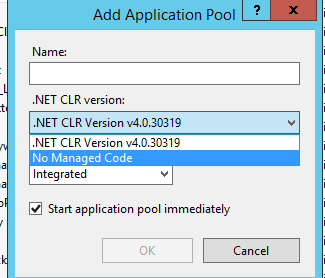 Add Application Pool
?
x
Name:
.NET CLR version:
.NET CLR Version v4.0.30319
.NET CLR Version v4.0.30319
No Managed Code
Integrated
Start application pool immediately
OK
Cancel